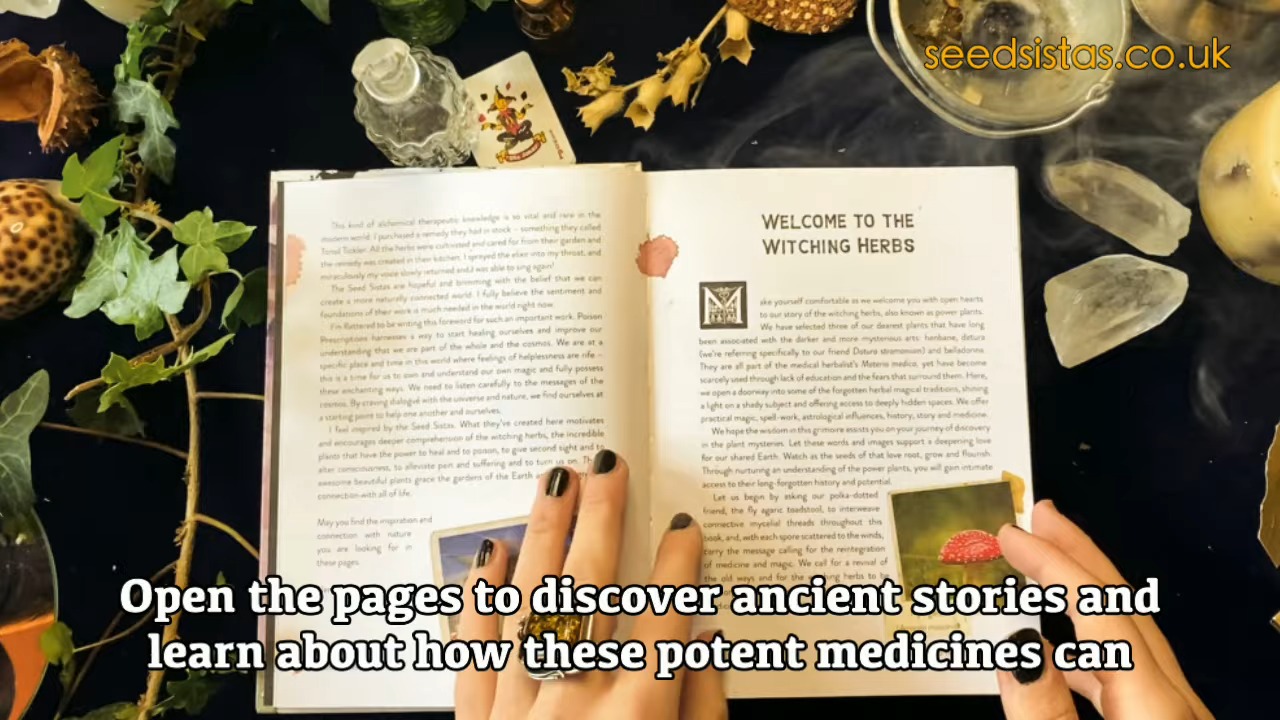 seedsistas.co.uk
This kind of alchemical therapeutic knowledge is so vital and rare in the
modern world. I purchased a remedy they had in stock – something they called
Tonsil Tickler. All the herbs were cultivated and cared for from their garden and
the remedy was created in their kitchen. I sprayed the elixir into my throat, and
miraculously my voice slowly returned and I was able to sing again!
The Seed Sistas are hopeful and brimming with the belief that we can
create a more naturally connected world. I fully believe the sentiment and
foundations of their work is much needed in the world right now.
I'm flattered to be writing this foreword for such an important work. Poison
Prescriptions harnesses a way to start healing ourselves and improve our
understanding that we are part of the whole and the cosmos. We are at a
specific place and time in this world where feelings of helplessness are rife –
this is a time for us to own and understand our own magic and fully possess
these enchanting ways. We need to listen carefully to the messages of the
cosmos. By craving dialogue with the universe and nature, we find ourselves at
a starting point to help one another and ourselves.
I feel inspired by the Seed Sistas. What they've created here motivates
and encourages deeper comprehension of the witching herbs, the incredible
plants that have the power to heal and to poison, to give second sight and to
alter consciousness, to alleviate pain and suffering and to turn us on. Th
awesome beautiful plants grace the gardens of the Earth
connection with all of life.
May you find the inspiration and
connection with nature
you are looking for in
these pages.
WELCOME TO THE
WITCHING HERBS
Make yourself comfortable as we welcome you with open hearts
to our story of the witching herbs, also known as power plants.
We have selected three of our dearest plants that have long
been associated with the darker and more mysterious arts: henbane, datura
(we're referring specifically to our friend Datura stramonium) and belladonna.
They are all part of the medical herbalist's Materia medica, yet have become
scarcely used through lack of education and the fears that surround them. Here,
we open a gateway into some of the forgotten herbal magical traditions, shining
a light on a shady subject and offering access to deeply hidden spaces. We offer
practical magic, spell-work, astrological influences, history, story and medicine.
We hope the wisdom in this grimoire assists you on your journey of discovery
in the plant mysteries. Let these words and images support a deepening love
for our shared Earth. Watch as the seeds of that love root, grow and flourish.
Through nurturing an understanding of the power plants, you will gain intimate
access to their long-forgotten history and potential.
Let us begin by asking our polka-dotted
friend, the fly agaric toadstool, to interweave
connective mycelial threads throughout this
book, and, with each spore scattered to the winds,
carry the message calling for the reintegration
of medicine and magic. We call for a revival of
the old ways and for the witching herbs to be
Open the pages to discover ancient stories and
learn about how these potent medicines can